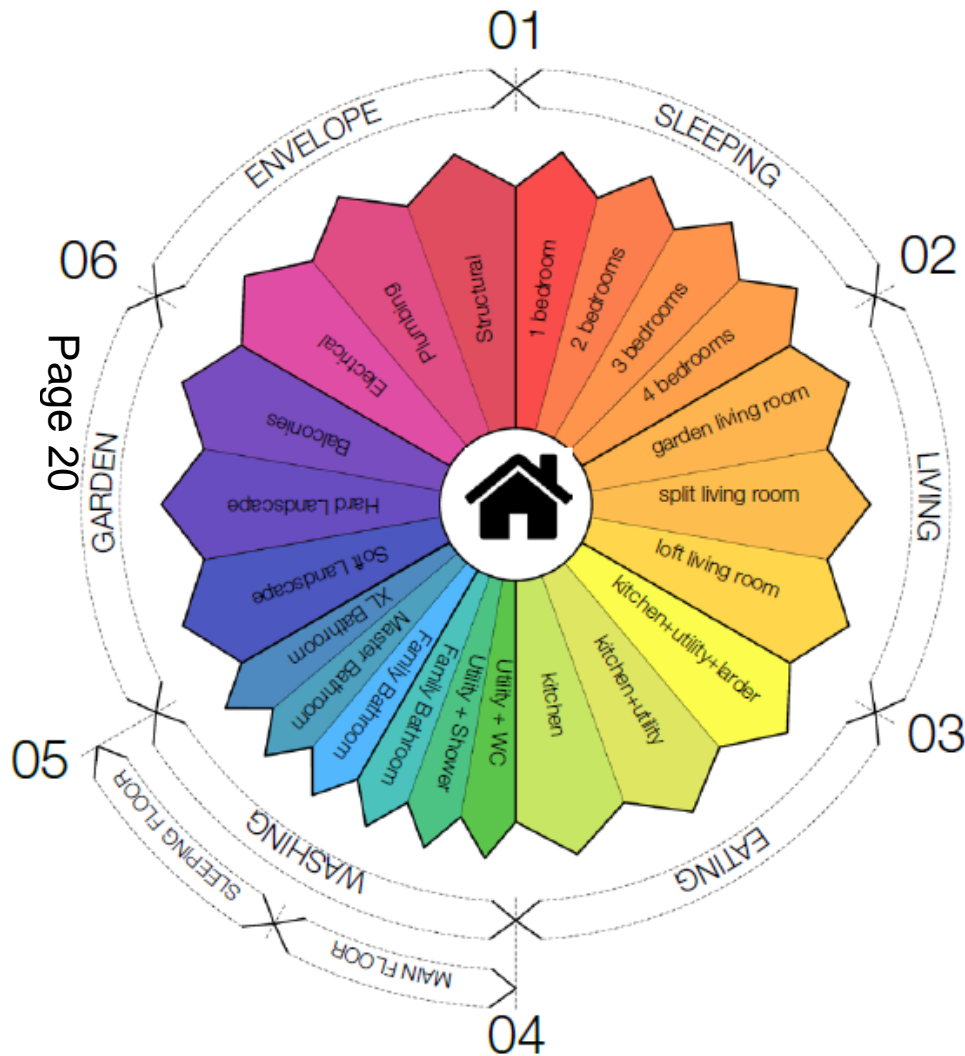 01
SLEEPING
02
LIVING
03
EATING
04
WASHING
MAIN FLOOR
SLEEPING FLOOR
05
GARDEN
06
ENVELOPE
Page 20
1 bedroom
2 bedrooms
3 bedrooms
4 bedrooms
garden living room
split living room
loft living room
kitchen+utility+larder
kitchen+utility
kitchen
Utility + WC
Utility + Shower
Family Bathroom
Family Bathroom
Master Bathroom
XL Bathroom
Soft Landscape
Hard Landscape
Balconies
Electrical
Plumbing
Structural